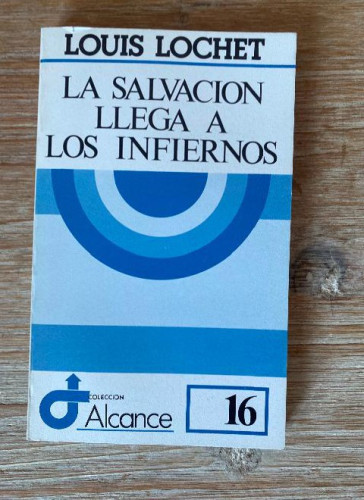 LOUIS LOCHET
LA SALVACION
LLEGA A
LOS INFIERNOS
COLECCION
Alcance
16